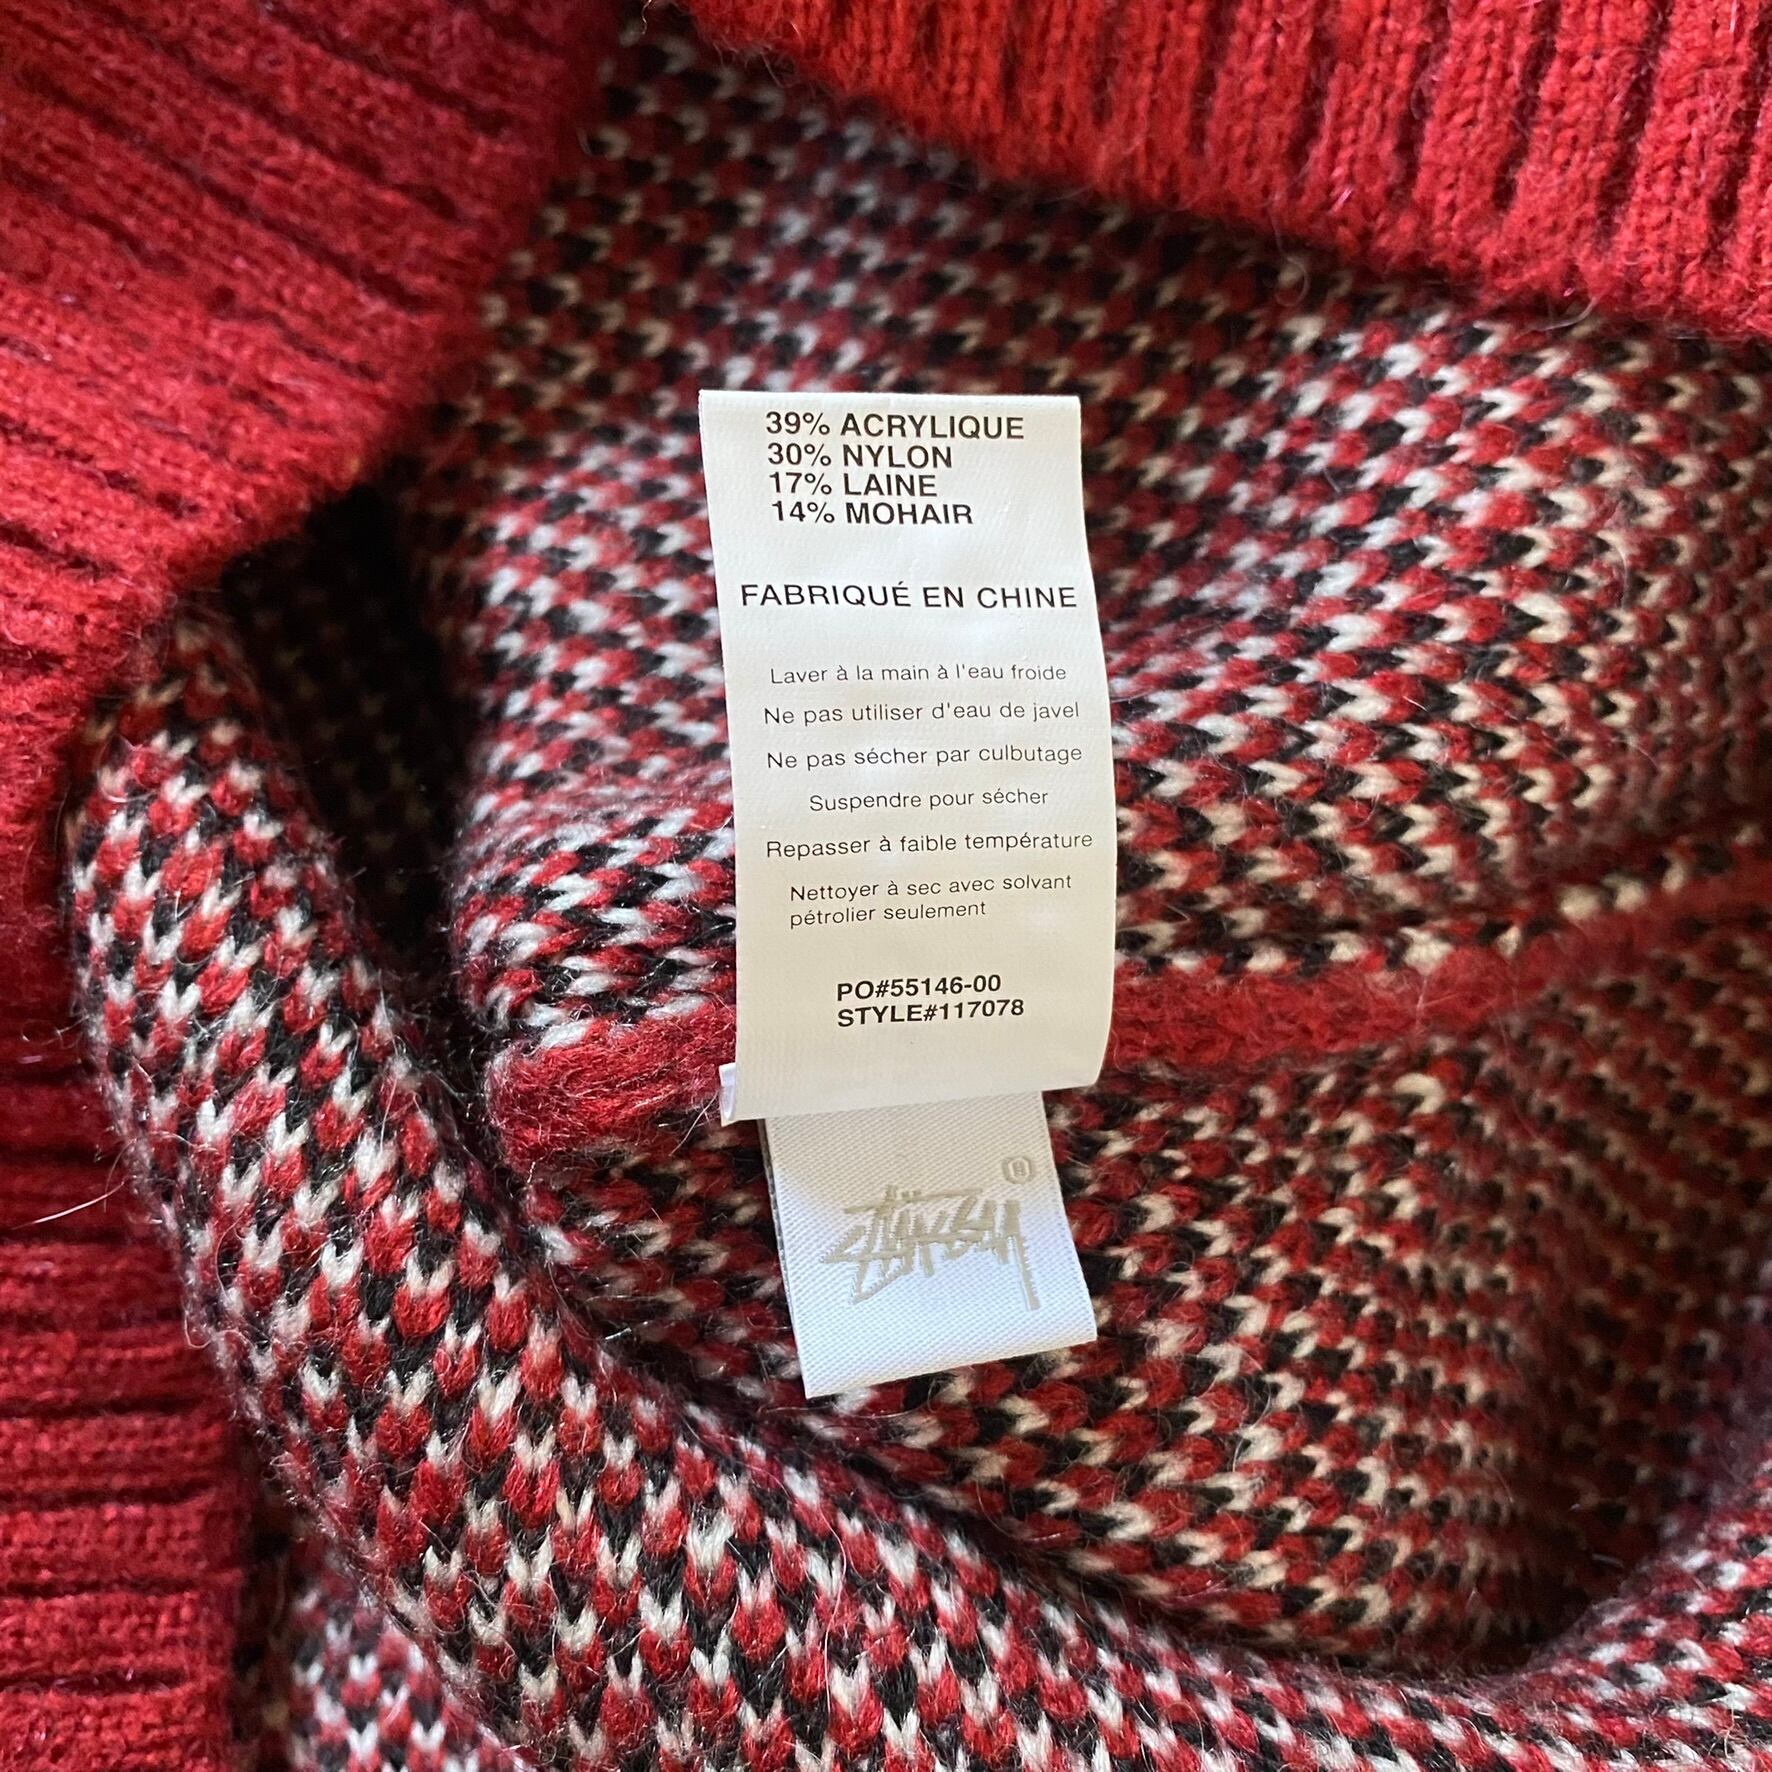 39% ACRYLIQUE
30% NYLON
17% LAINE
14% MOHAIR
FABRIQUÉ EN CHINE
Laver à la main à l'eau froide
Ne pas utiliser d'eau de javel
Ne pas sécher par culbutage
Suspendre pour sécher
Repasser à faible température
Nettoyer à sec avec solvant
pétrolier seulement
PO#55146-00
STYLE#117078
Stüssy ®